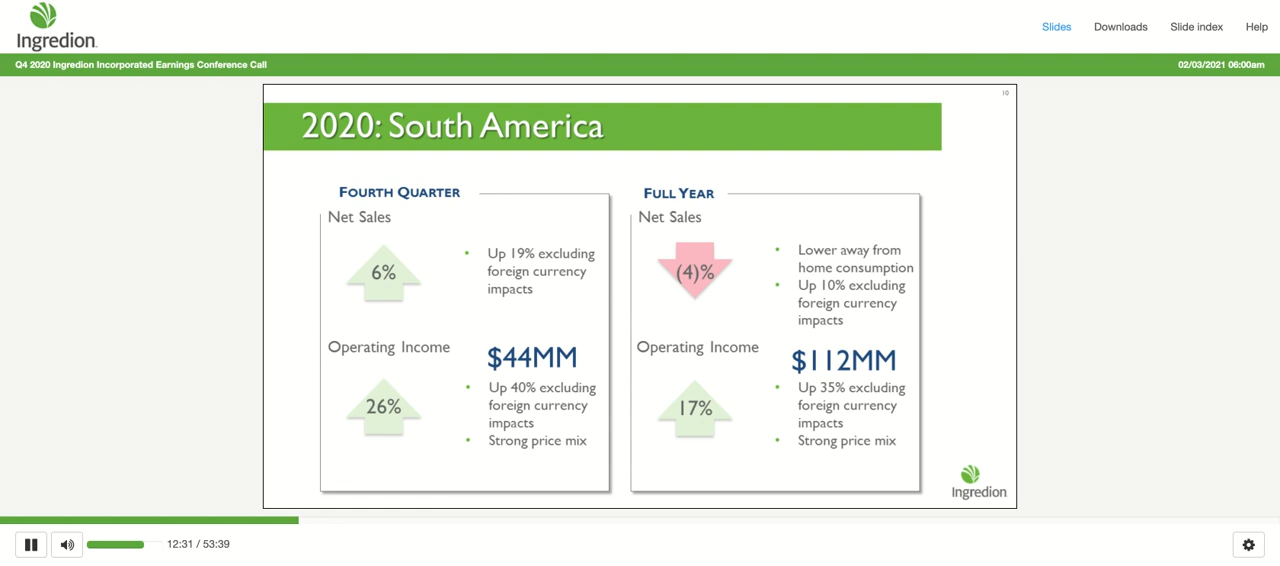 Ingredion.
Slides Downloads Slide index Help
Q4 2020 Ingredion Incorporated Earnings Conference Call
02/03/2021 06:00am
10
2020: South America
FOURTH QUARTER
Net Sales
6%
• Up 19% excluding
foreign currency
impacts
Operating Income
$44MM
26%
• Up 40% excluding
foreign currency
impacts
• Strong price mix
FULL YEAR
Net Sales
(4)%
• Lower away from
home consumption
• Up 10% excluding
foreign currency
impacts
Operating Income
$112MM
17%
• Up 35% excluding
foreign currency
impacts
• Strong price mix
Ingredion
12:31 / 53:39